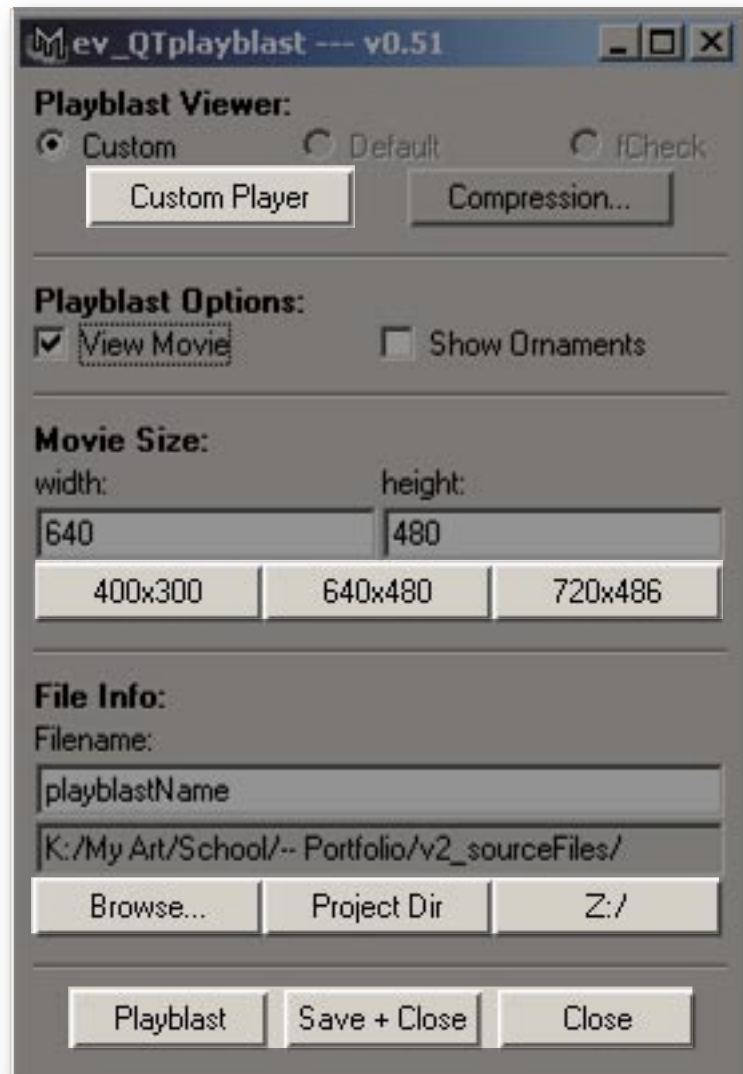 ev_QTplayblast --- v0.51
Playblast Viewer:
Custom Default fCheck
Custom Player Compression...
Playblast Options:
View Movie Show Ornaments
Movie Size:
width: height:
640 480
400x300 640x480 720x486
File Info:
Filename:
playblastName
K:/My Art/School/-- Portfolio/v2_sourceFiles/
Browse... Project Dir Z:/
Playblast Save + Close Close